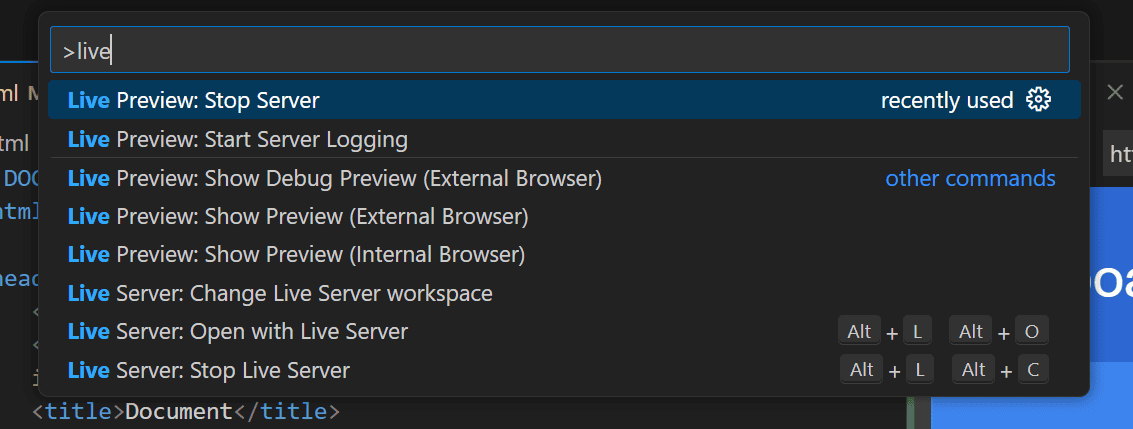 >live
Live Preview: Stop Server recently used
Live Preview: Start Server Logging
Live Preview: Show Debug Preview (External Browser) other commands
Live Preview: Show Preview (External Browser)
Live Preview: Show Preview (Internal Browser)
Live Server: Change Live Server workspace
Live Server: Open with Live Server Alt + L Alt + O
Live Server: Stop Live Server Alt + L Alt + C
<title>Document</title>